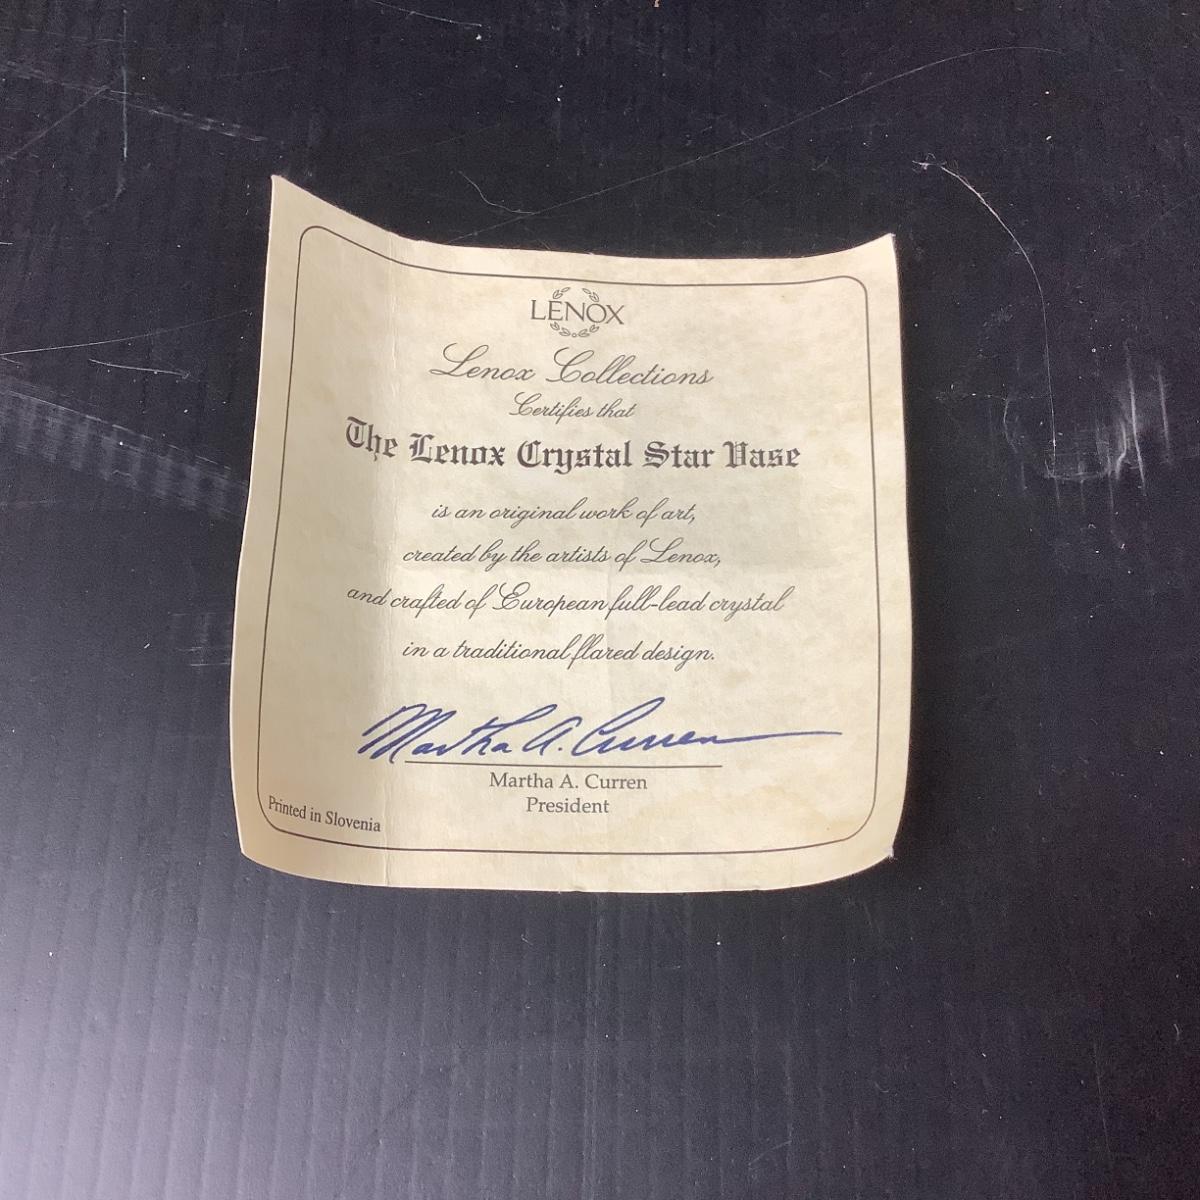 LENOX
Lenox Collections
Certifies that
The Lenox Crystal Star Vase
is an original work of art,
created by the artists of Lenox,
and crafted of European full-lead crystal
in a traditional flared design.
Martha A. Curren
Martha A. Curren
President
Printed in Slovenia